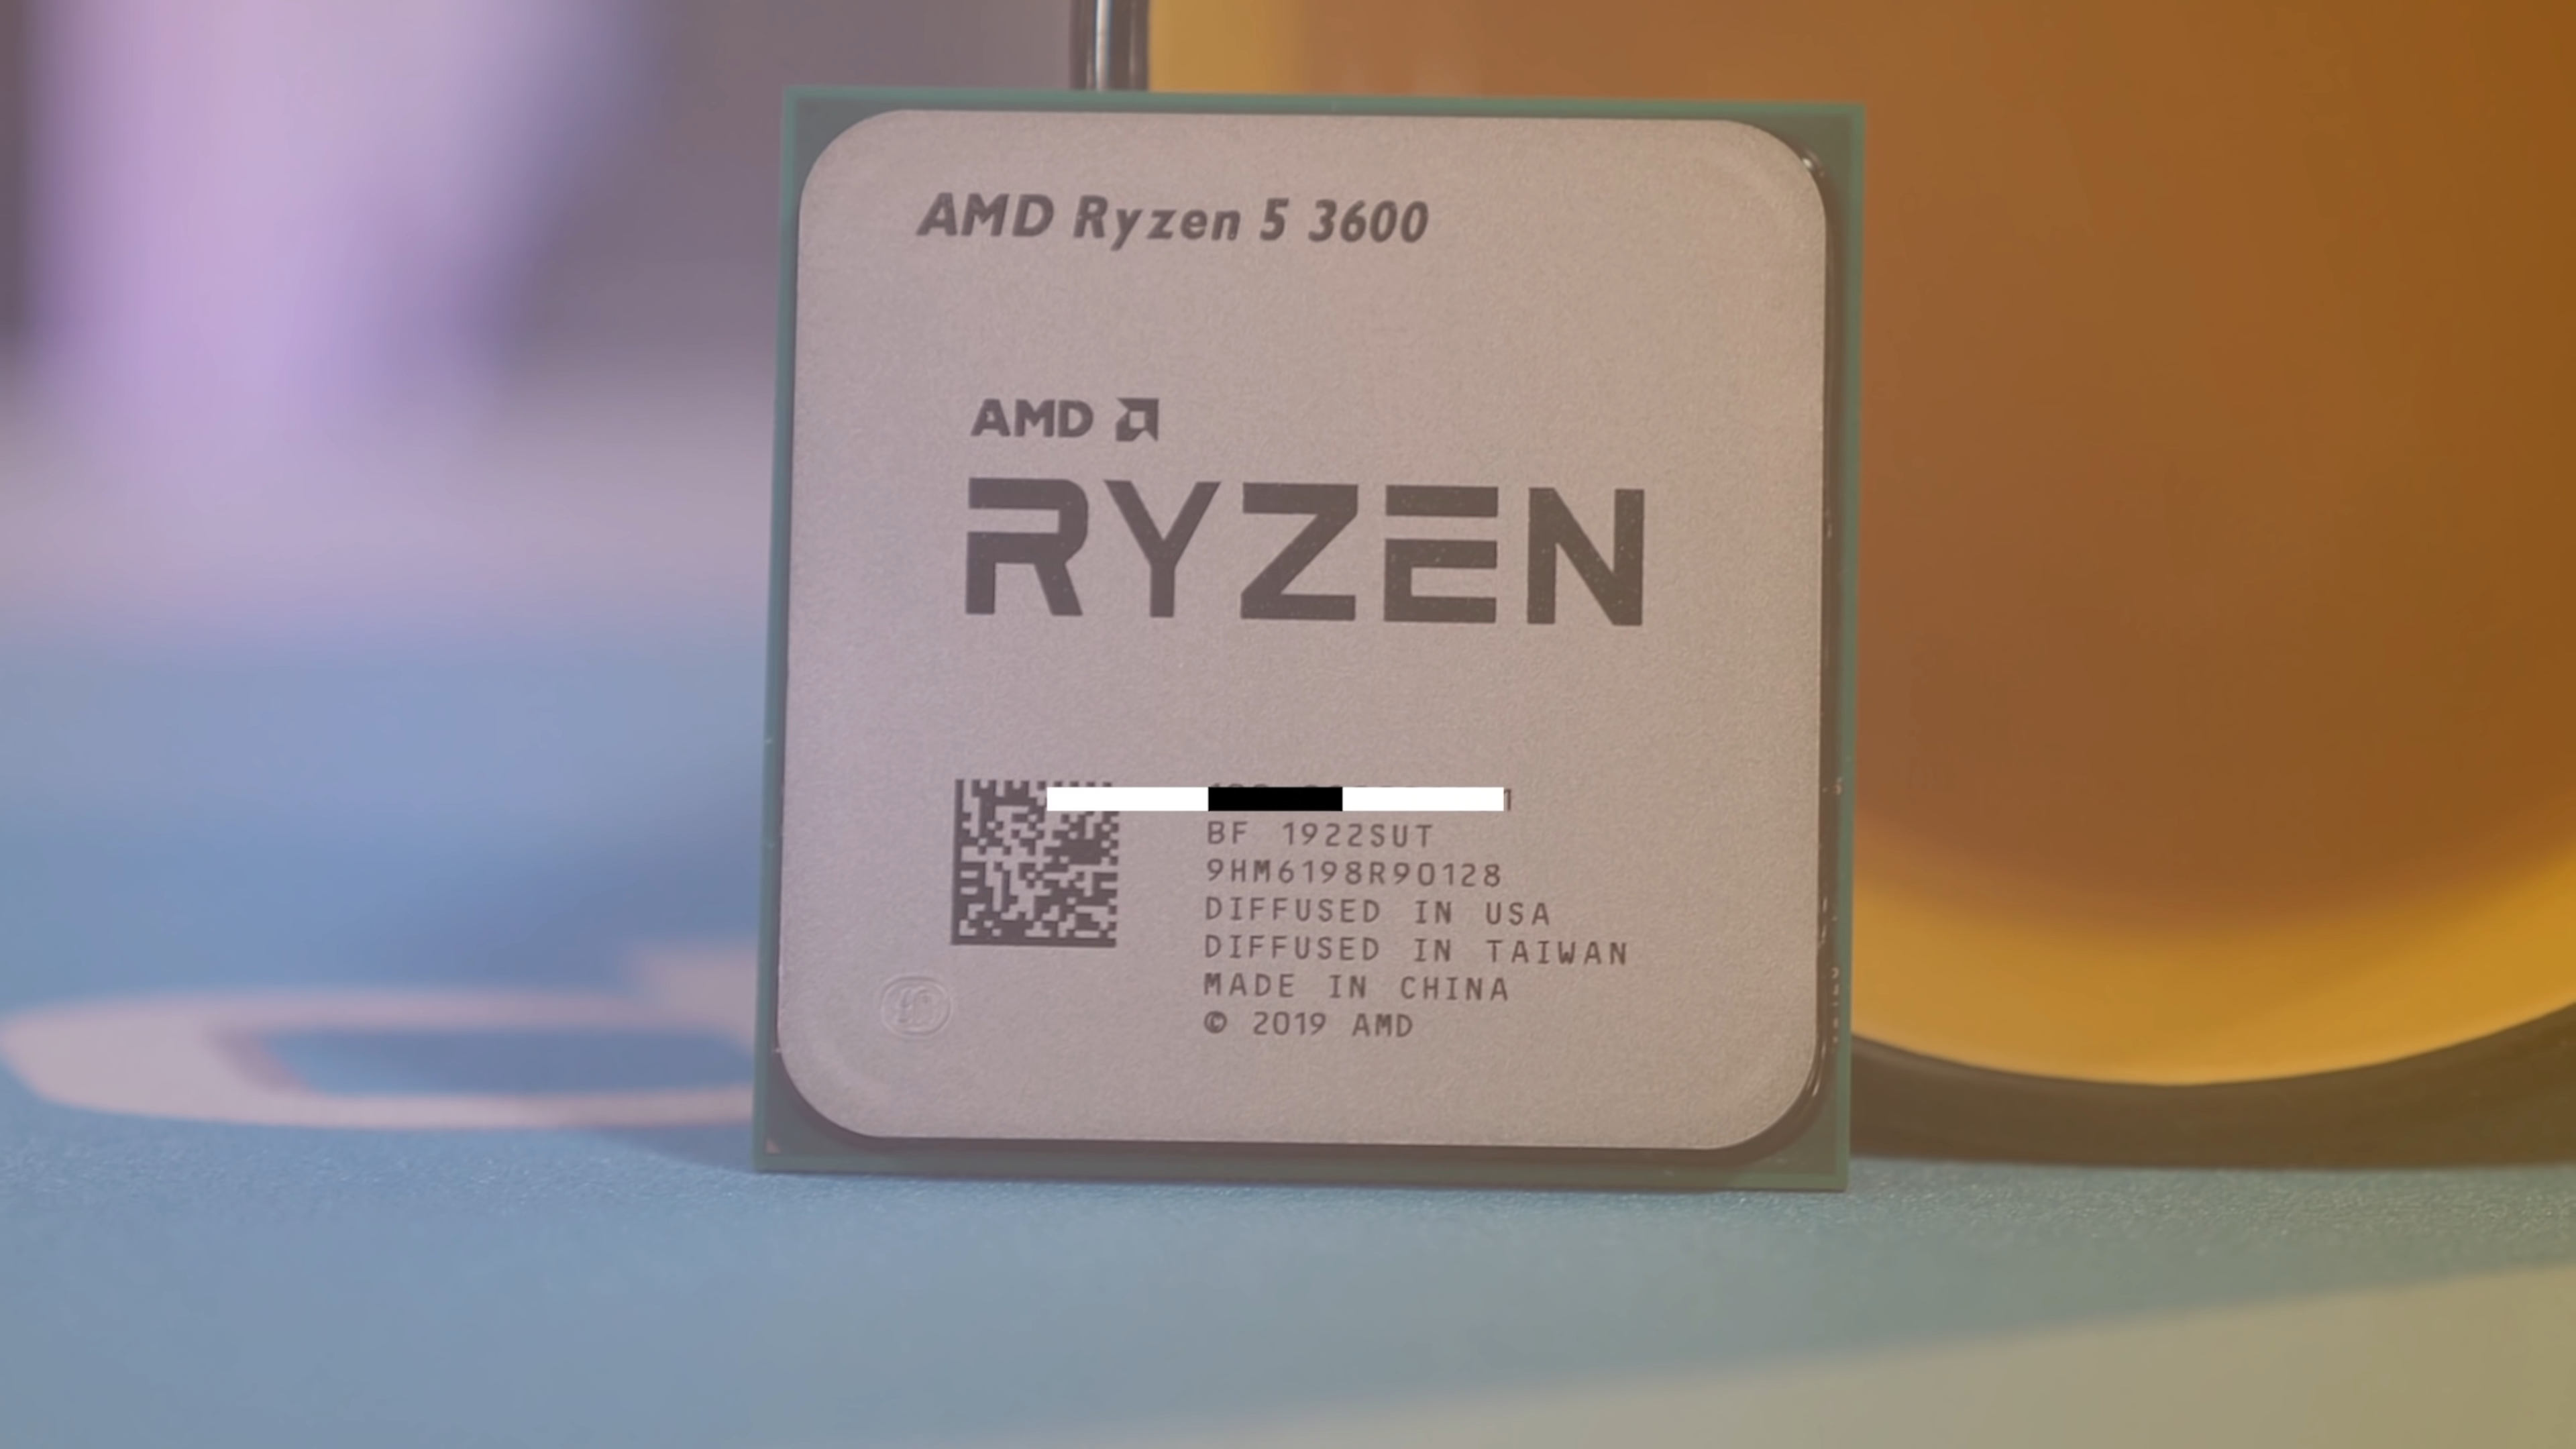 AMD Ryzen 5 3600
AMD
RYZEN
BF 1922SUT
9HM6198R90128
DIFFUSED IN USA
DIFFUSED IN TAIWAN
MADE IN CHINA
© 2019 AMD